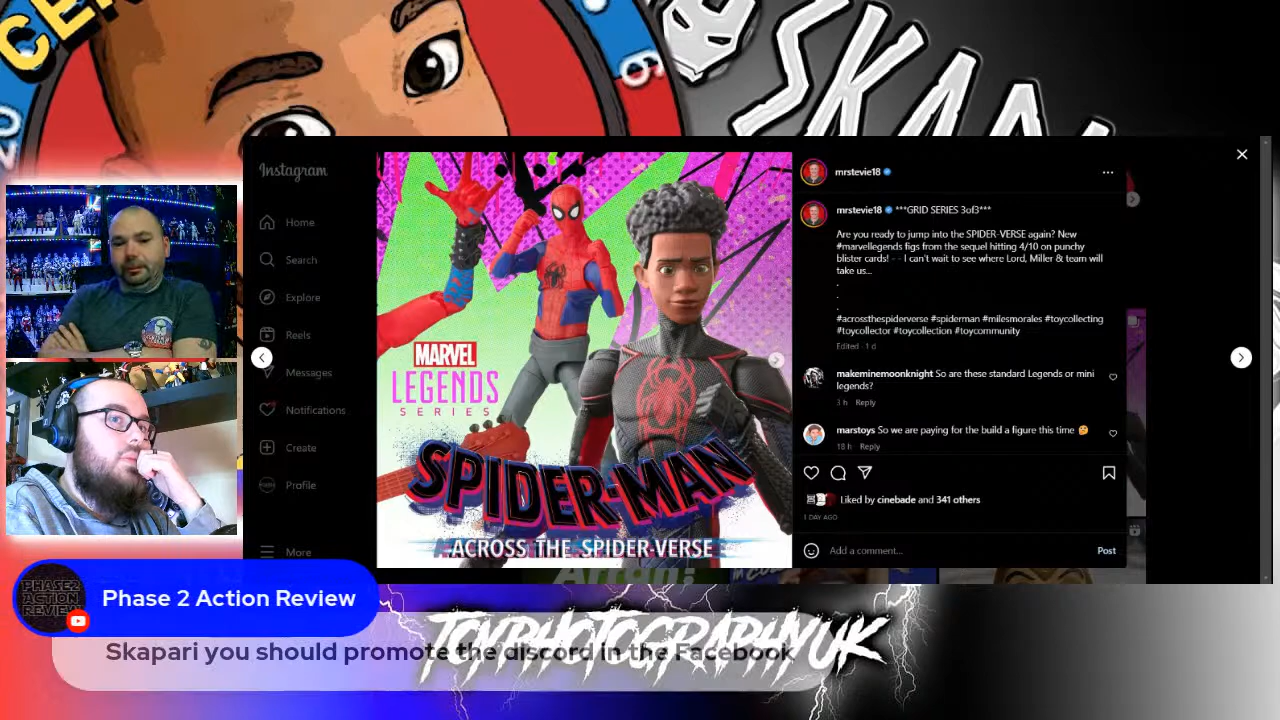 CEN
SKAPA
Instagram
Home
Search
Explore
Reels
Messages
Notifications
Create
Profile
More
MARVEL
LEGENDS
SERIES
SPIDER-MAN
ACROSS THE SPIDER-VERSE
mrstevie18
mrstevie18 ***GRID SERIES 3of3***
Are you ready to jump into the SPIDER-VERSE again? New
#marvellegends figs from the sequel hitting 4/10 on punchy
blister cards! - - I can't wait to see where Lord, Miller & team will
take us...
.
.
.
#acrossthespiderverse #spiderman #milesmorales #toycollecting
#toycollector #toycollection #toycommunity
Edited · 1 d
makeminemoonknight So are these standard Legends or mini
legends?
3 h Reply
marstoys So we are paying for the build a figure this time 🤔
18 h Reply
Liked by cinebade and 341 others
1 DAY AGO
Add a comment... Post
PHASE2
ACTION
REVIEW
Phase 2 Action Review
Skapari you should promote the discord in the Facebook
TOYPHOTOGRAPHYUK